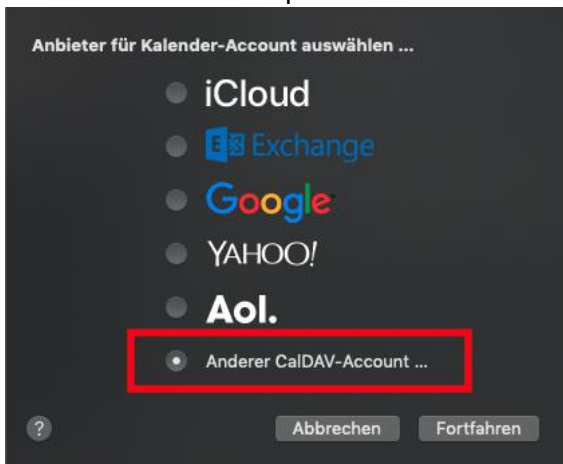 Anbieter für Kalender-Account auswählen ...
iCloud
E Exchange
Google
YAHOO!
Aol.
Anderer CalDAV-Account ...
? Abbrechen Fortfahren